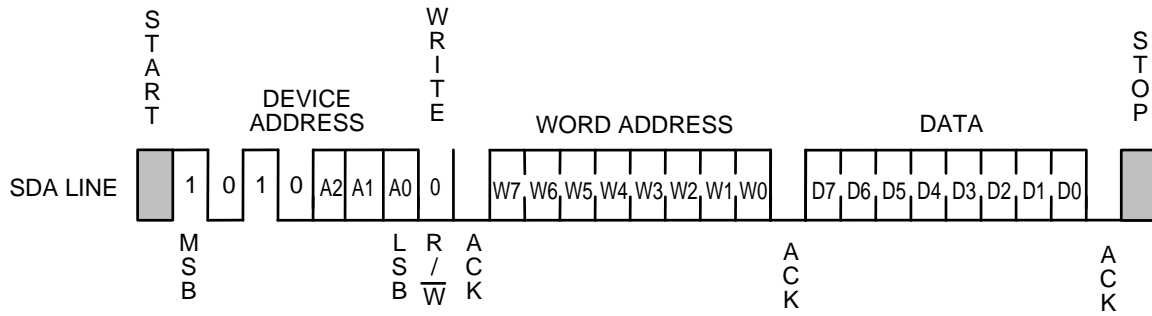 START
WRITE
STOP
DEVICE
ADDRESS
WORD ADDRESS
DATA
SDA LINE
1 0 1 0 A2 A1 A0 0 W7 W6 W5 W4 W3 W2 W1 W0 D7 D6 D5 D4 D3 D2 D1 D0
MSB
LSB
R/W̅
ACK
ACK
ACK